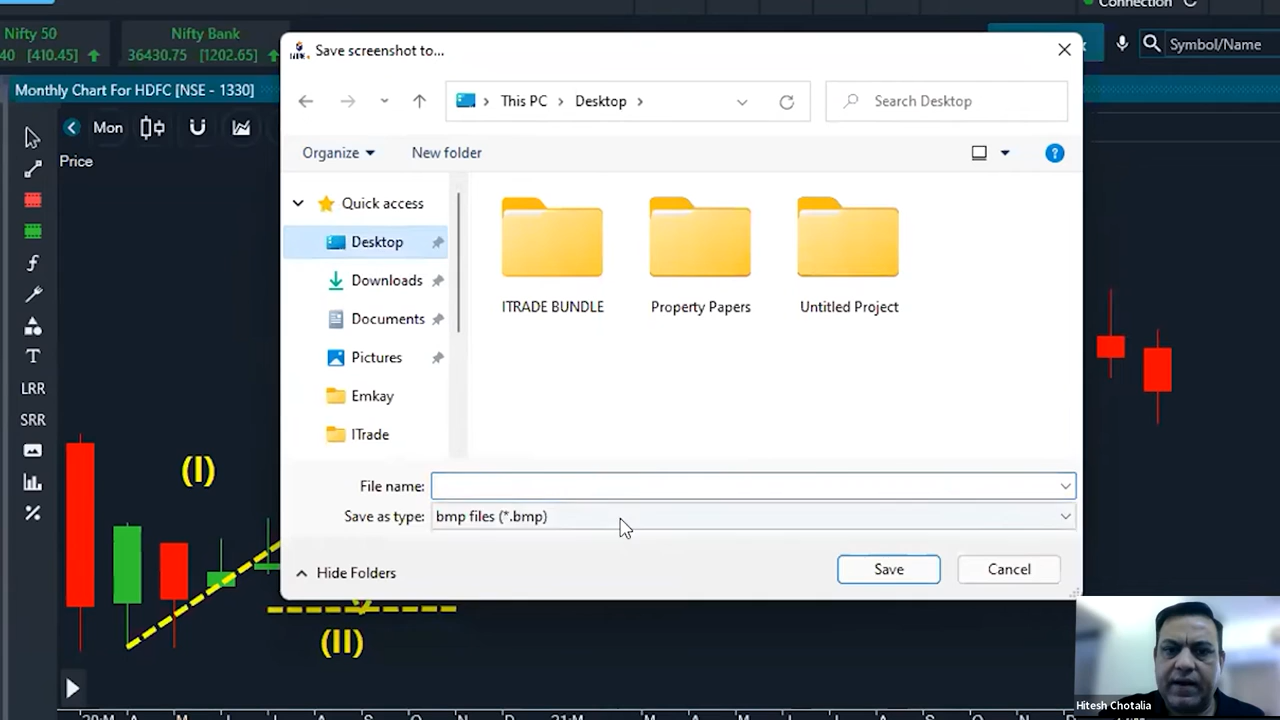 Connection
Nifty 50
40 [410.45]
Nifty Bank
36430.75 [1202.65]
Symbol/Name
Monthly Chart For HDFC [NSE - 1330]
Mon
Price
LRR
SRR
(I)
(II)
Save screenshot to...
This PC
Desktop
Search Desktop
Organize
New folder
Quick access
Desktop
Downloads
Documents
Pictures
Emkay
ITrade
ITRADE BUNDLE
Property Papers
Untitled Project
File name:
Save as type: bmp files (*.bmp)
Hide Folders
Save
Cancel
Hitesh Chotalia